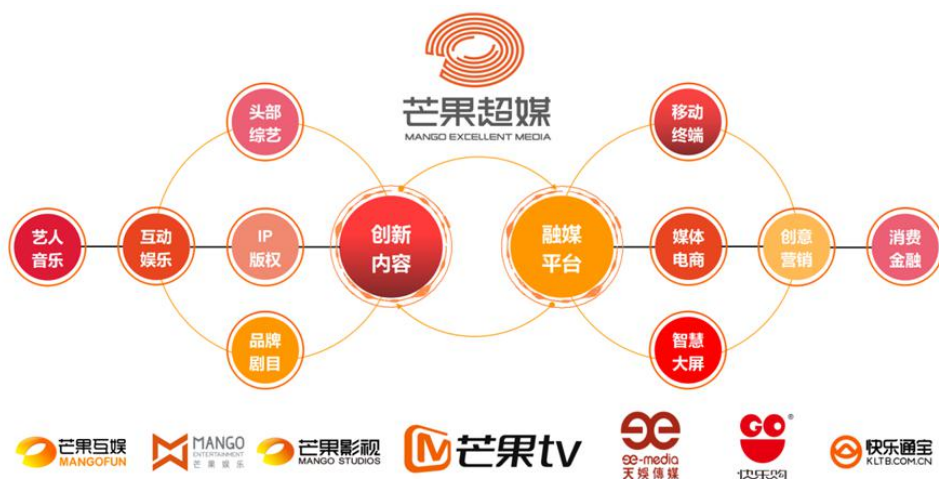 芒果超媒
MANGO EXCELLENT MEDIA
头部
综艺
移动
终端
艺人
音乐
互动
娱乐
IP
版权
创新
内容
融媒
平台
媒体
电商
创意
营销
消费
金融
品牌
剧目
智慧
大屏
芒果互娱
MANGOFUN
MANGO
ENTERTAINMENT
芒果娱乐
芒果影视
MANGO STUDIOS
芒果tv
ee-media
天娱傳媒
GO
®
快乐购
快乐通宝
KLTB.COM.CN